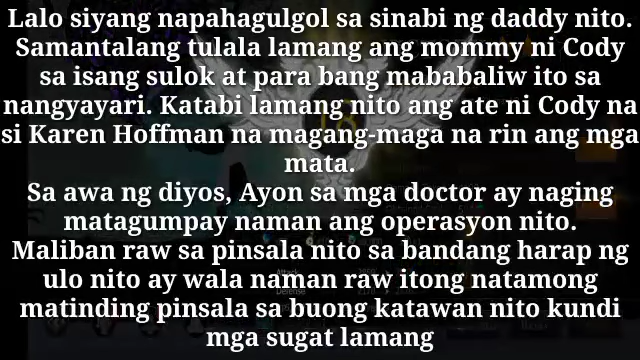 Lalo siyang napahagulgol sa sinabi ng daddy nito.
Samantalang tulala lamang ang mommy ni Cody
sa isang sulok at para bang mababaliw ito sa
nangyayari. Katabi lamang nito ang ate ni Cody na
si Karen Hoffman na magang-maga na rin ang mga
mata.
Sa awa ng diyos, Ayon sa mga doctor ay naging
matagumpay naman ang operasyon nito.
Maliban raw sa pinsala nito sa bandang harap ng
ulo nito ay wala naman raw itong natamong
Attack
Defense
matinding pinsala sa buong katawan nito kundi
mga sugat lamang